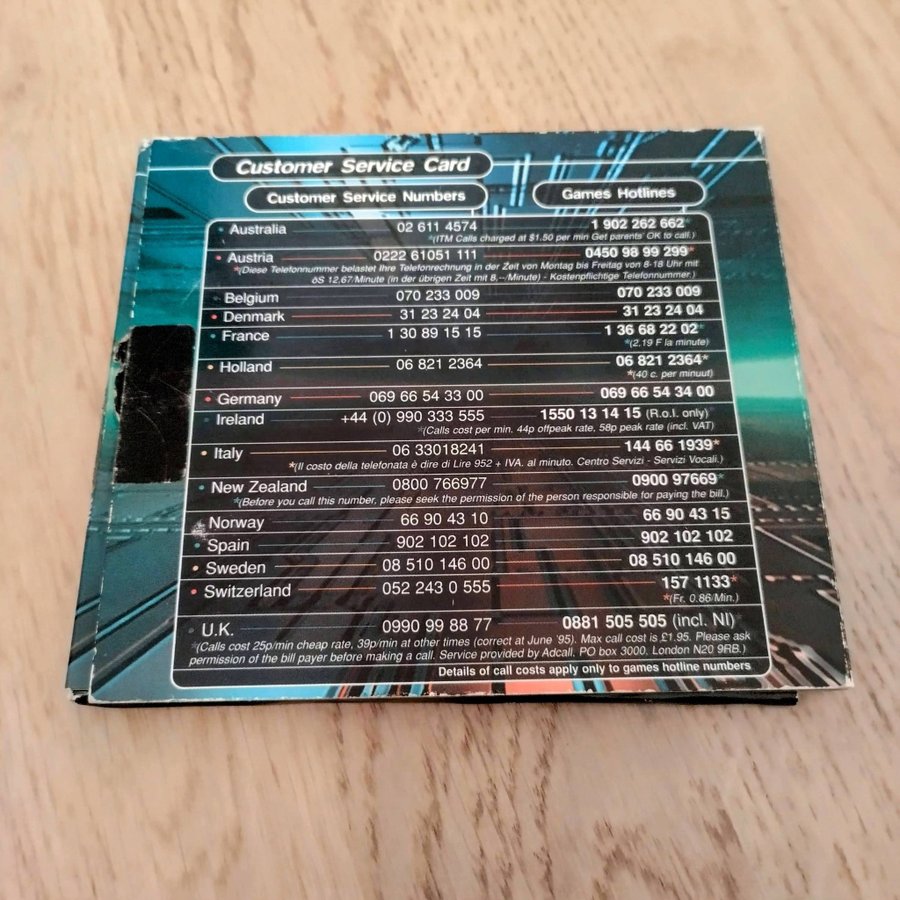 Customer Service Card
Customer Service Numbers Games Hotlines
Australia 02 611 4574 1 902 262 662*
*(ITM Calls charged at $1.50 per min Get parents' OK to call.)
Austria 0222 61051 111 0450 98 99 299*
*(Diese Telefonnummer belastet Ihre Telefonrechnung in der Zeit von Montag bis Freitag von 8-18 Uhr mit
öS 12,67/Minute (in der übrigen Zeit mit 8,--/Minute) - Kostenpflichtige Telefonnummer.)
Belgium 070 233 009 070 233 009
Denmark 31 23 24 04 31 23 24 04
France 1 30 89 15 15 1 36 68 22 02*
*(2.19 F la minute)
Holland 06 821 2364 06 821 2364*
*(40 c. per minuut)
Germany 069 66 54 33 00 069 66 54 34 00
Ireland +44 (0) 990 333 555 1550 13 14 15 (R.o.I. only)*
*(Calls cost per min. 44p offpeak rate, 58p peak rate (incl. VAT)
Italy 06 33018241 144 66 1939*
*(Il costo della telefonata è dire di Lire 952 + IVA. al minuto. Centro Servizi - Servizi Vocali.)
New Zealand 0800 766977 0900 97669*
*(Before you call this number, please seek the permission of the person responsible for paying the bill.)
Norway 66 90 43 10 66 90 43 15
Spain 902 102 102 902 102 102
Sweden 08 510 146 00 08 510 146 00
Switzerland 052 243 0 555 157 1133*
*(Fr. 0.86/Min.)
U.K. 0990 99 88 77 0881 505 505 (incl. NI)*
*(Calls cost 25p/min cheap rate, 39p/min at other times (correct at June '95). Max call cost is £1.95. Please ask
permission of the bill payer before making a call. Service provided by Adcall, PO box 3000, London N20 9RB.)
Details of call costs apply only to games hotline numbers